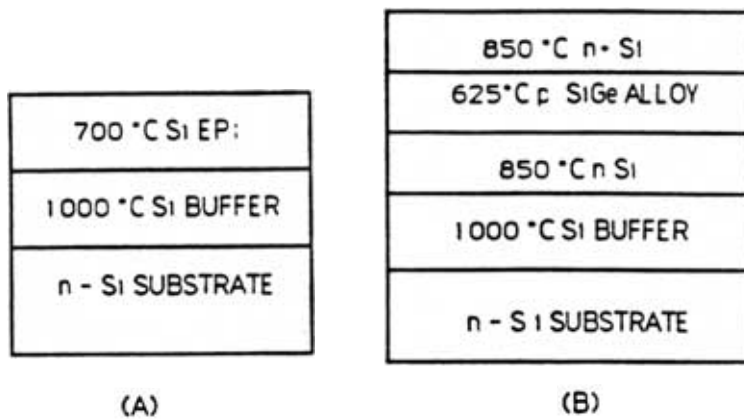 700 °C Si EP:
1000 °C Si BUFFER
n - Si SUBSTRATE
(A)
850 °C n+ Si
625°C p SiGe ALLOY
850 °C n Si
1000 °C Si BUFFER
n - Si SUBSTRATE
(B)